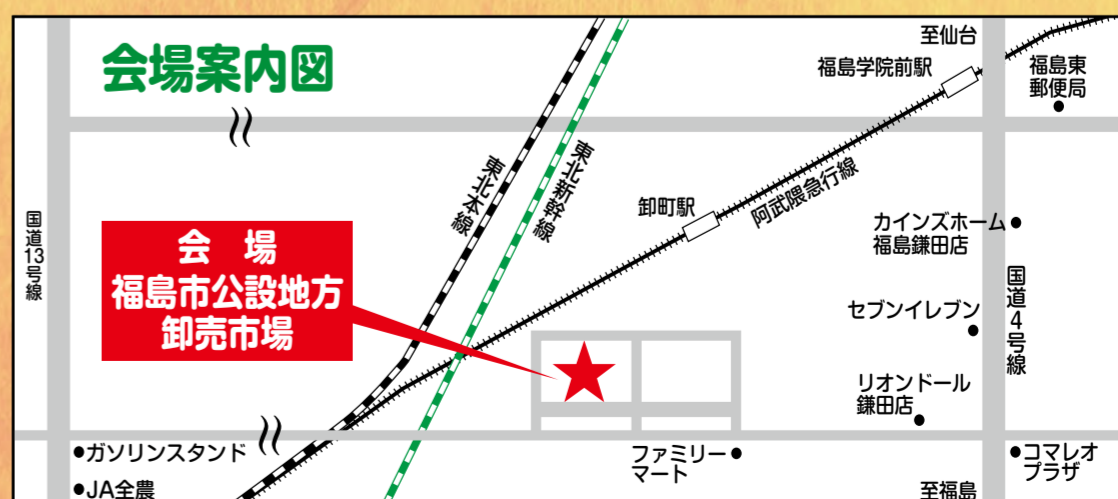 会場案内図
至仙台
福島学院前駅
福島東
郵便局
東北本線
東北新幹線
阿武隈急行線
卸町駅
国道13号線
カインズホーム
福島鎌田店
会 場
福島市公設地方
卸売市場
国道4号線
セブンイレブン
リオンドール
鎌田店
ガソリンスタンド
JA全農
ファミリー
マート
コマレオ
プラザ
至福島